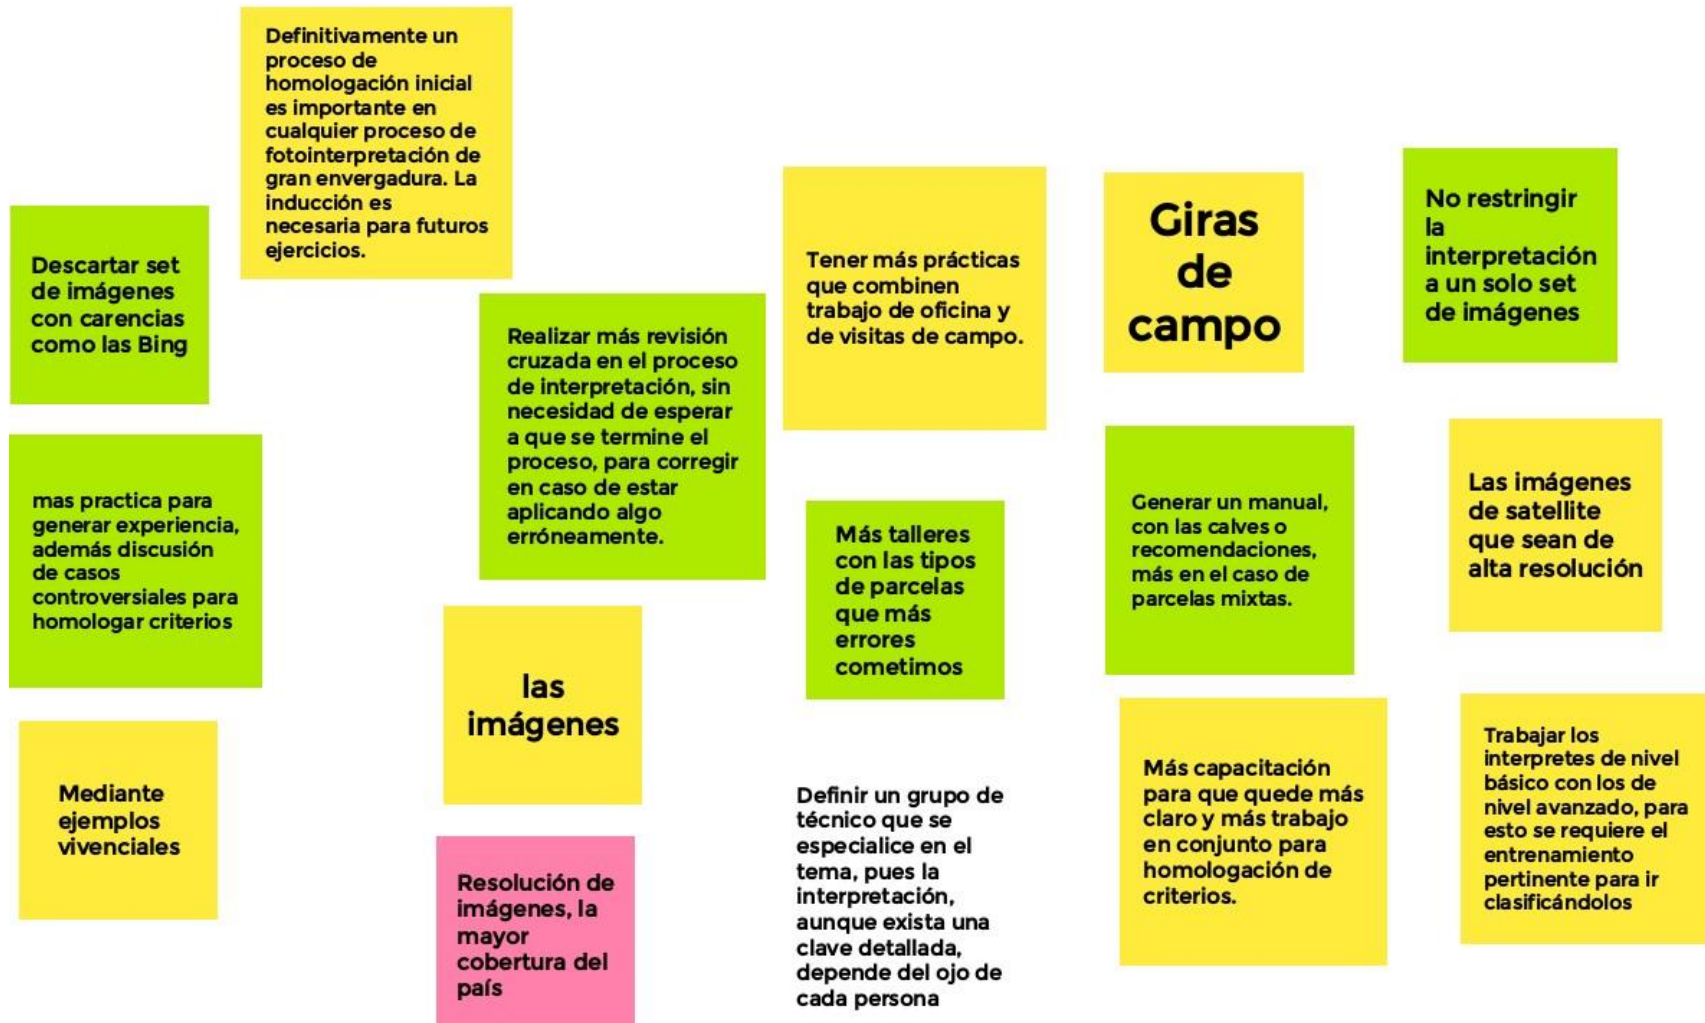 Definitivamente un
proceso de
homologación inicial
es importante en
cualquier proceso de
fotointerpretación de
gran envergadura. La
inducción es
necesaria para futuros
ejercicios.
Descartar set
de imágenes
con carencias
como las Bing
Realizar más revisión
cruzada en el proceso
de interpretación, sin
necesidad de esperar
a que se termine el
proceso, para corregir
en caso de estar
aplicando algo
erróneamente.
Tener más prácticas
que combinen
trabajo de oficina y
de visitas de campo.
Giras
de
campo
No restringir
la
interpretación
a un solo set
de imágenes
mas practica para
generar experiencia,
además discusión
de casos
controversiales para
homologar criterios
Más talleres
con las tipos
de parcelas
que más
errores
cometimos
Generar un manual,
con las calves o
recomendaciones,
más en el caso de
parcelas mixtas.
Las imágenes
de satellite
que sean de
alta resolución
las
imágenes
Mediante
ejemplos
vivenciales
Resolución de
imágenes, la
mayor
cobertura del
país
Definir un grupo de
técnico que se
especialice en el
tema, pues la
interpretación,
aunque exista una
clave detallada,
depende del ojo de
cada persona
Más capacitación
para que quede más
claro y más trabajo
en conjunto para
homologación de
criterios.
Trabajar los
interpretes de nivel
básico con los de
nivel avanzado, para
esto se requiere el
entrenamiento
pertinente para ir
clasificándolos